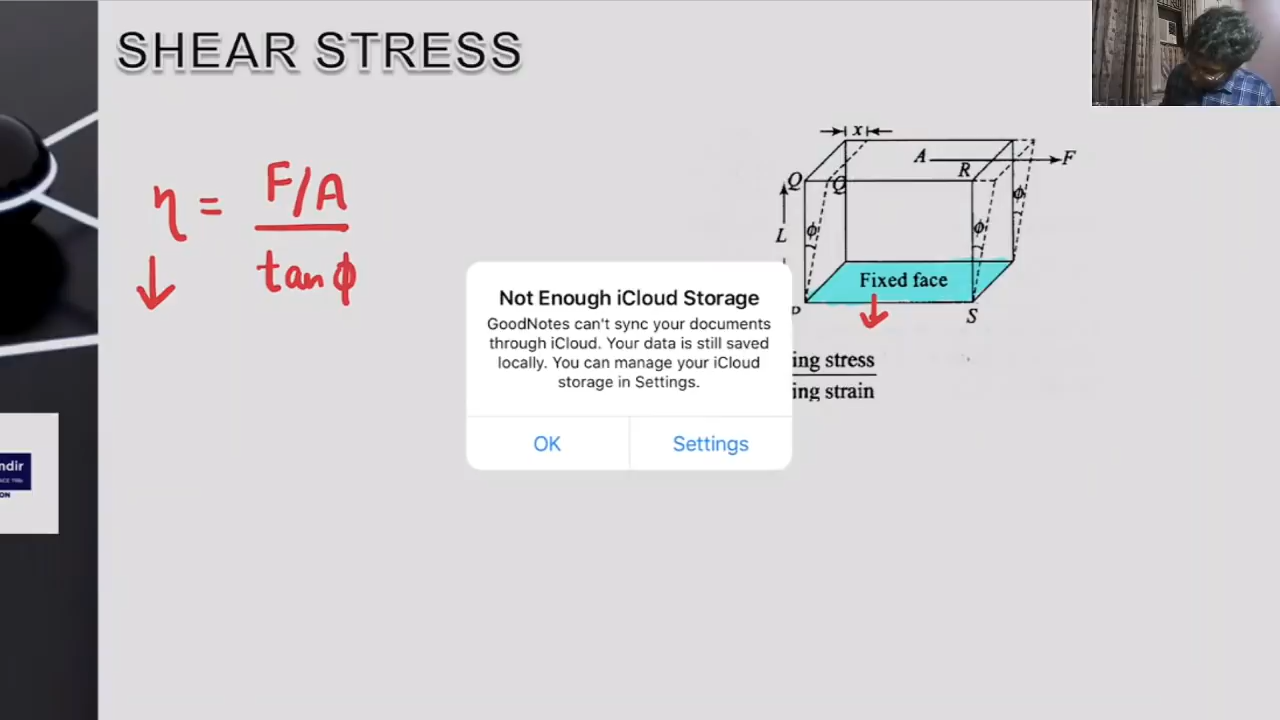 SHEAR STRESS
η = F/A
tan ϕ
x
A
F
Q
Q
R
ϕ
ϕ
ϕ
L
Fixed face
P
S
ing stress
ing strain
Not Enough iCloud Storage
GoodNotes can't sync your documents
through iCloud. Your data is still saved
locally. You can manage your iCloud
storage in Settings.
OK
Settings
ndir
ON